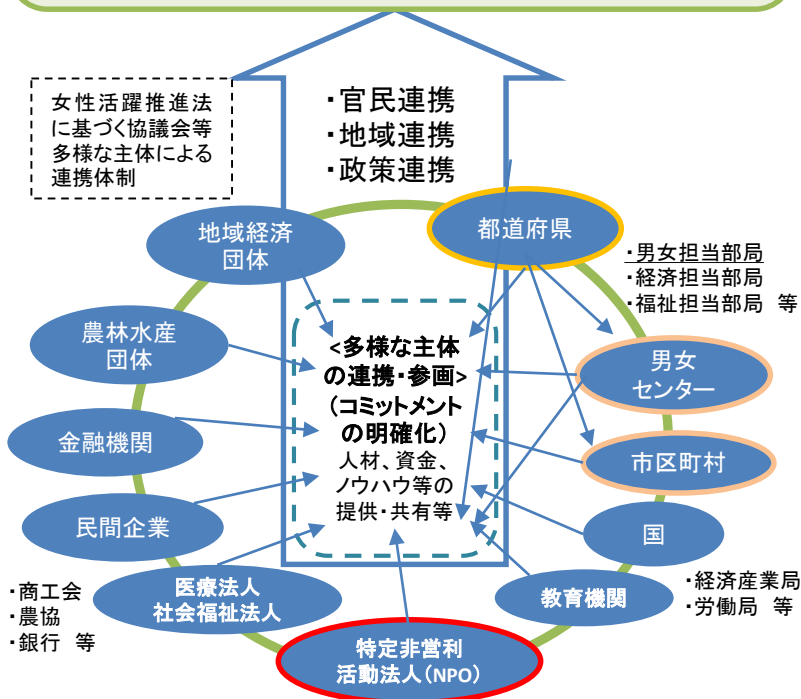 女性活躍推進法
に基づく協議会等
多様な主体による
連携体制
・官民連携
・地域連携
・政策連携
地域経済
団体
都道府県
・男女担当部局
・経済担当部局
・福祉担当部局 等
農林水産
団体
<多様な主体
の連携・参画>
(コミットメント
の明確化)
人材、資金、
ノウハウ等の
提供・共有等
男女
センター
金融機関
市区町村
民間企業
国
・商工会
・農協
・銀行 等
医療法人
社会福祉法人
教育機関
・経済産業局
・労働局 等
特定非営利
活動法人(NPO)